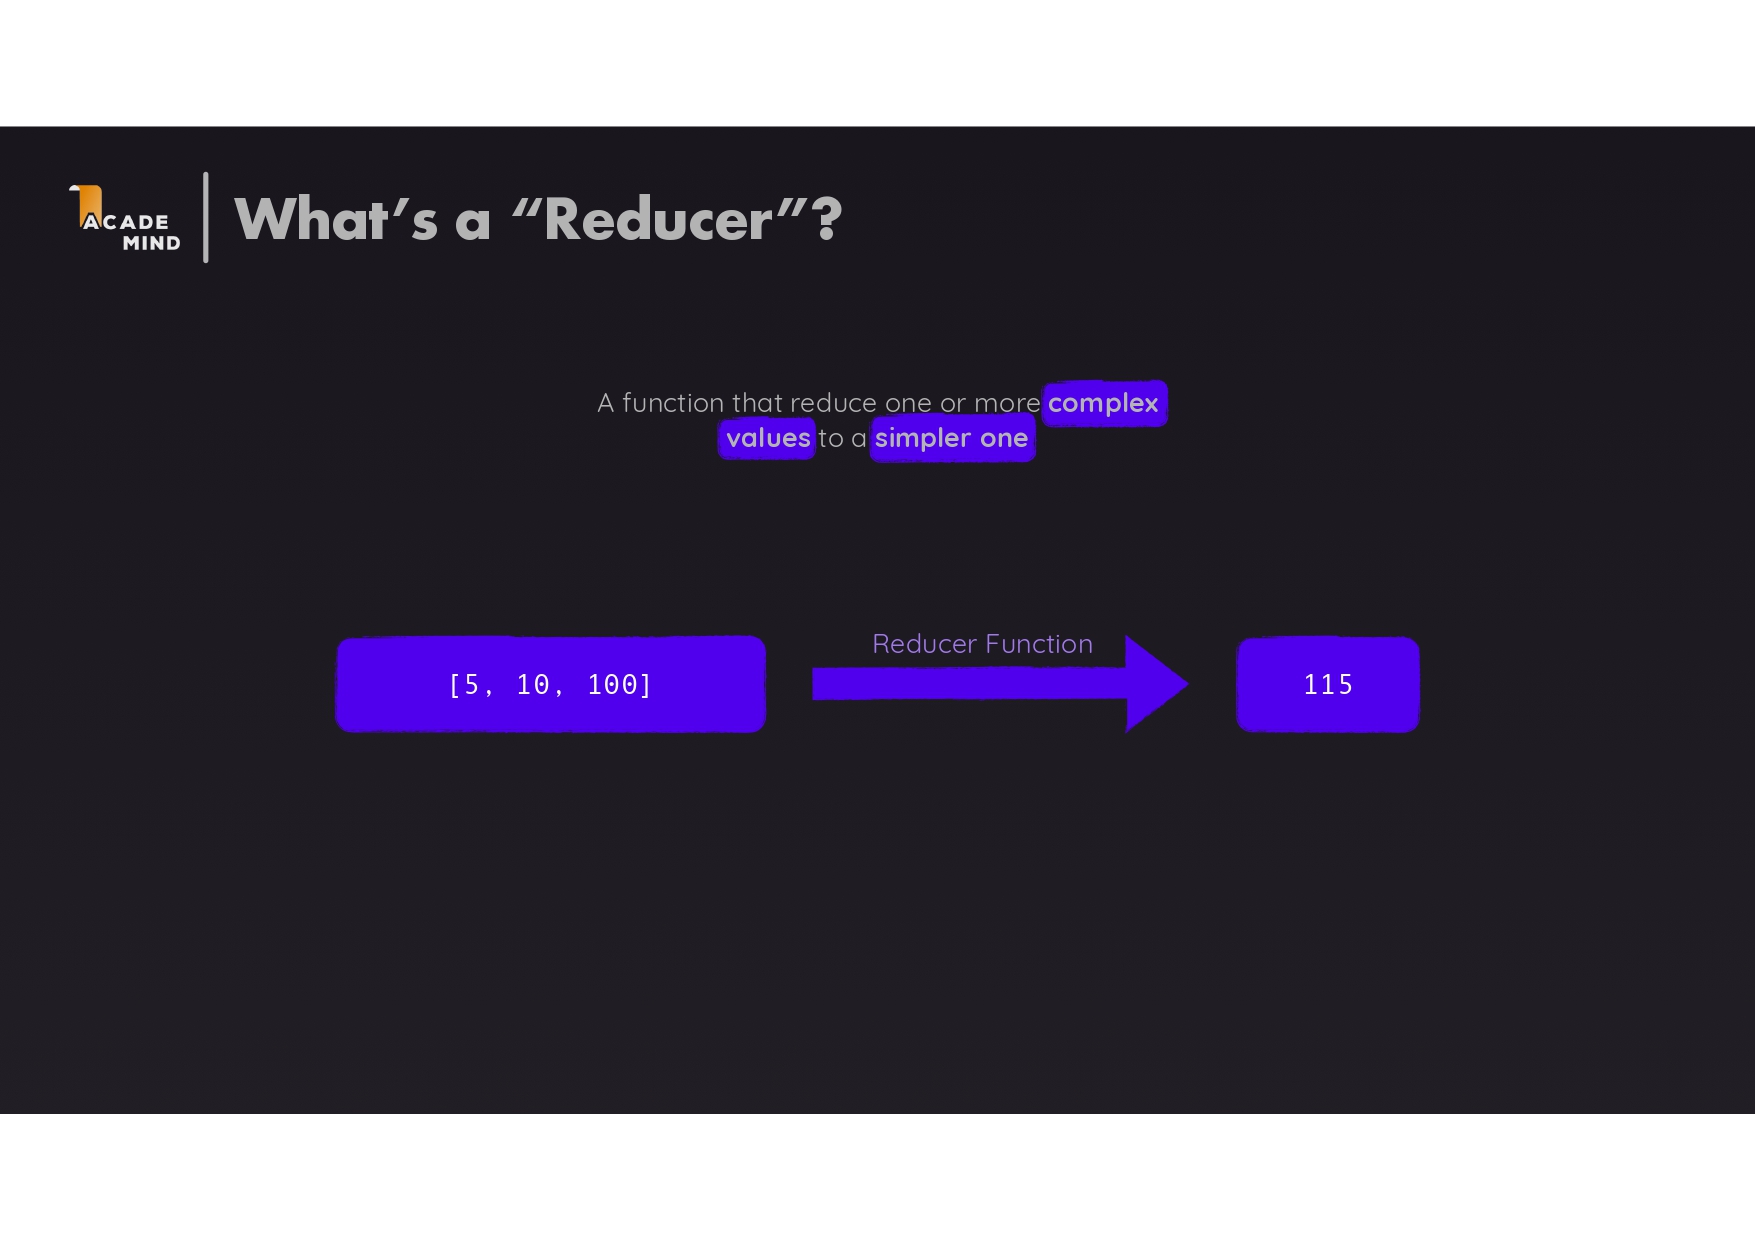 ACADE
MIND
What's a “Reducer”?
A function that reduce one or more complex
values to a simpler one
Reducer Function
[5, 10, 100]
115